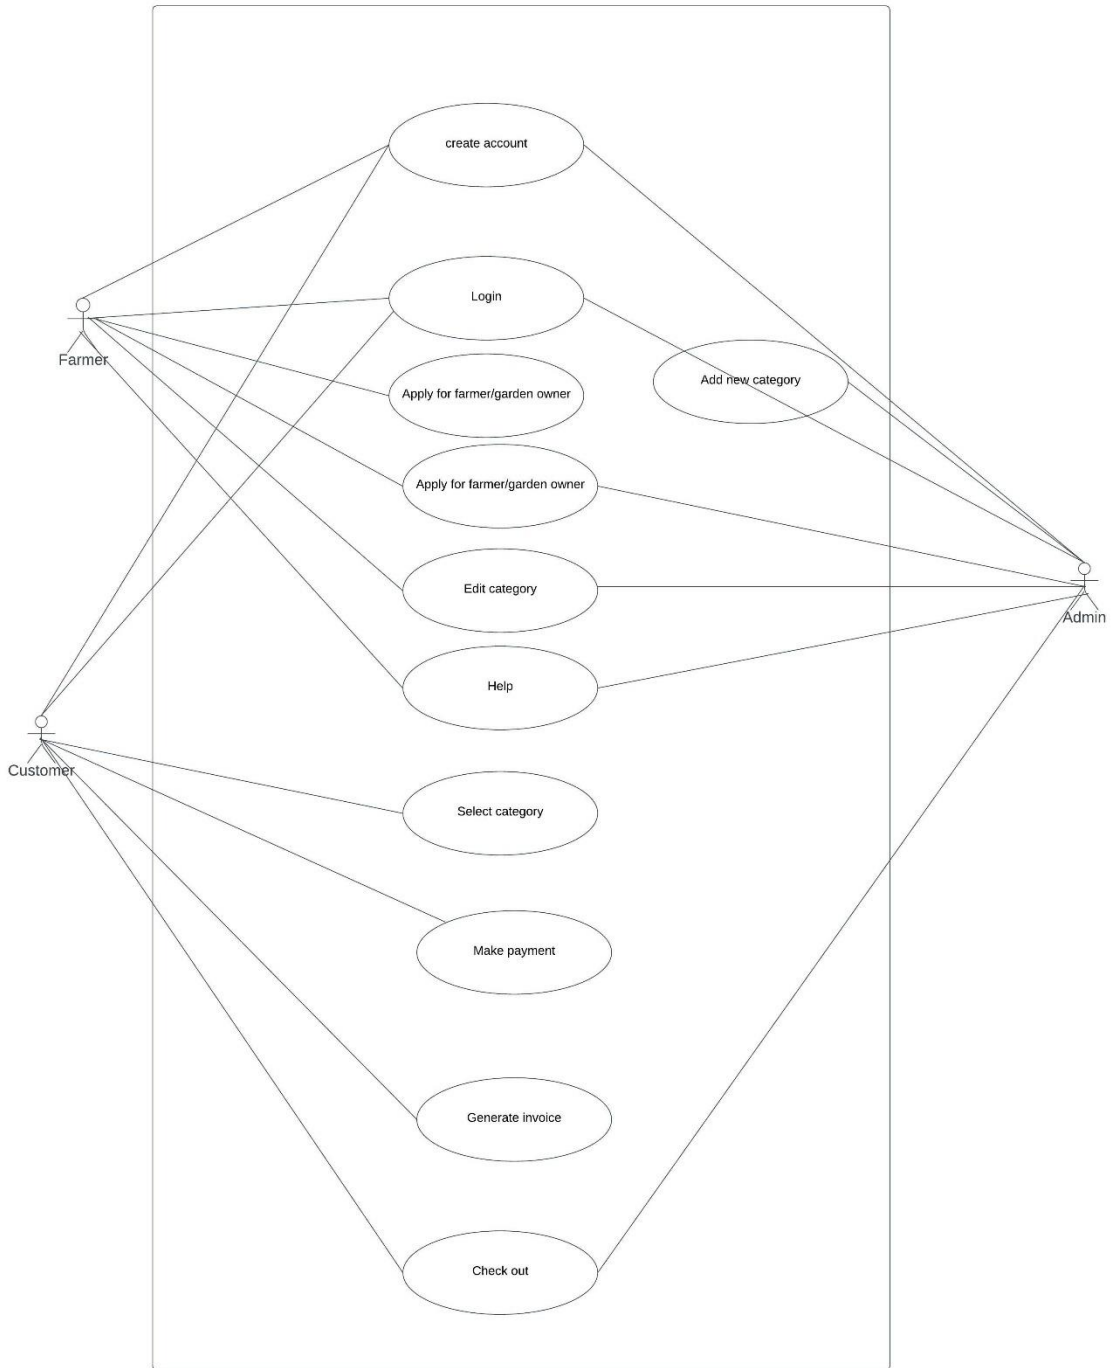 create account
Login
Farmer
Add new category
Apply for farmer/garden owner
Apply for farmer/garden owner
Edit category
Admin
Help
Customer
Select category
Make payment
Generate invoice
Check out